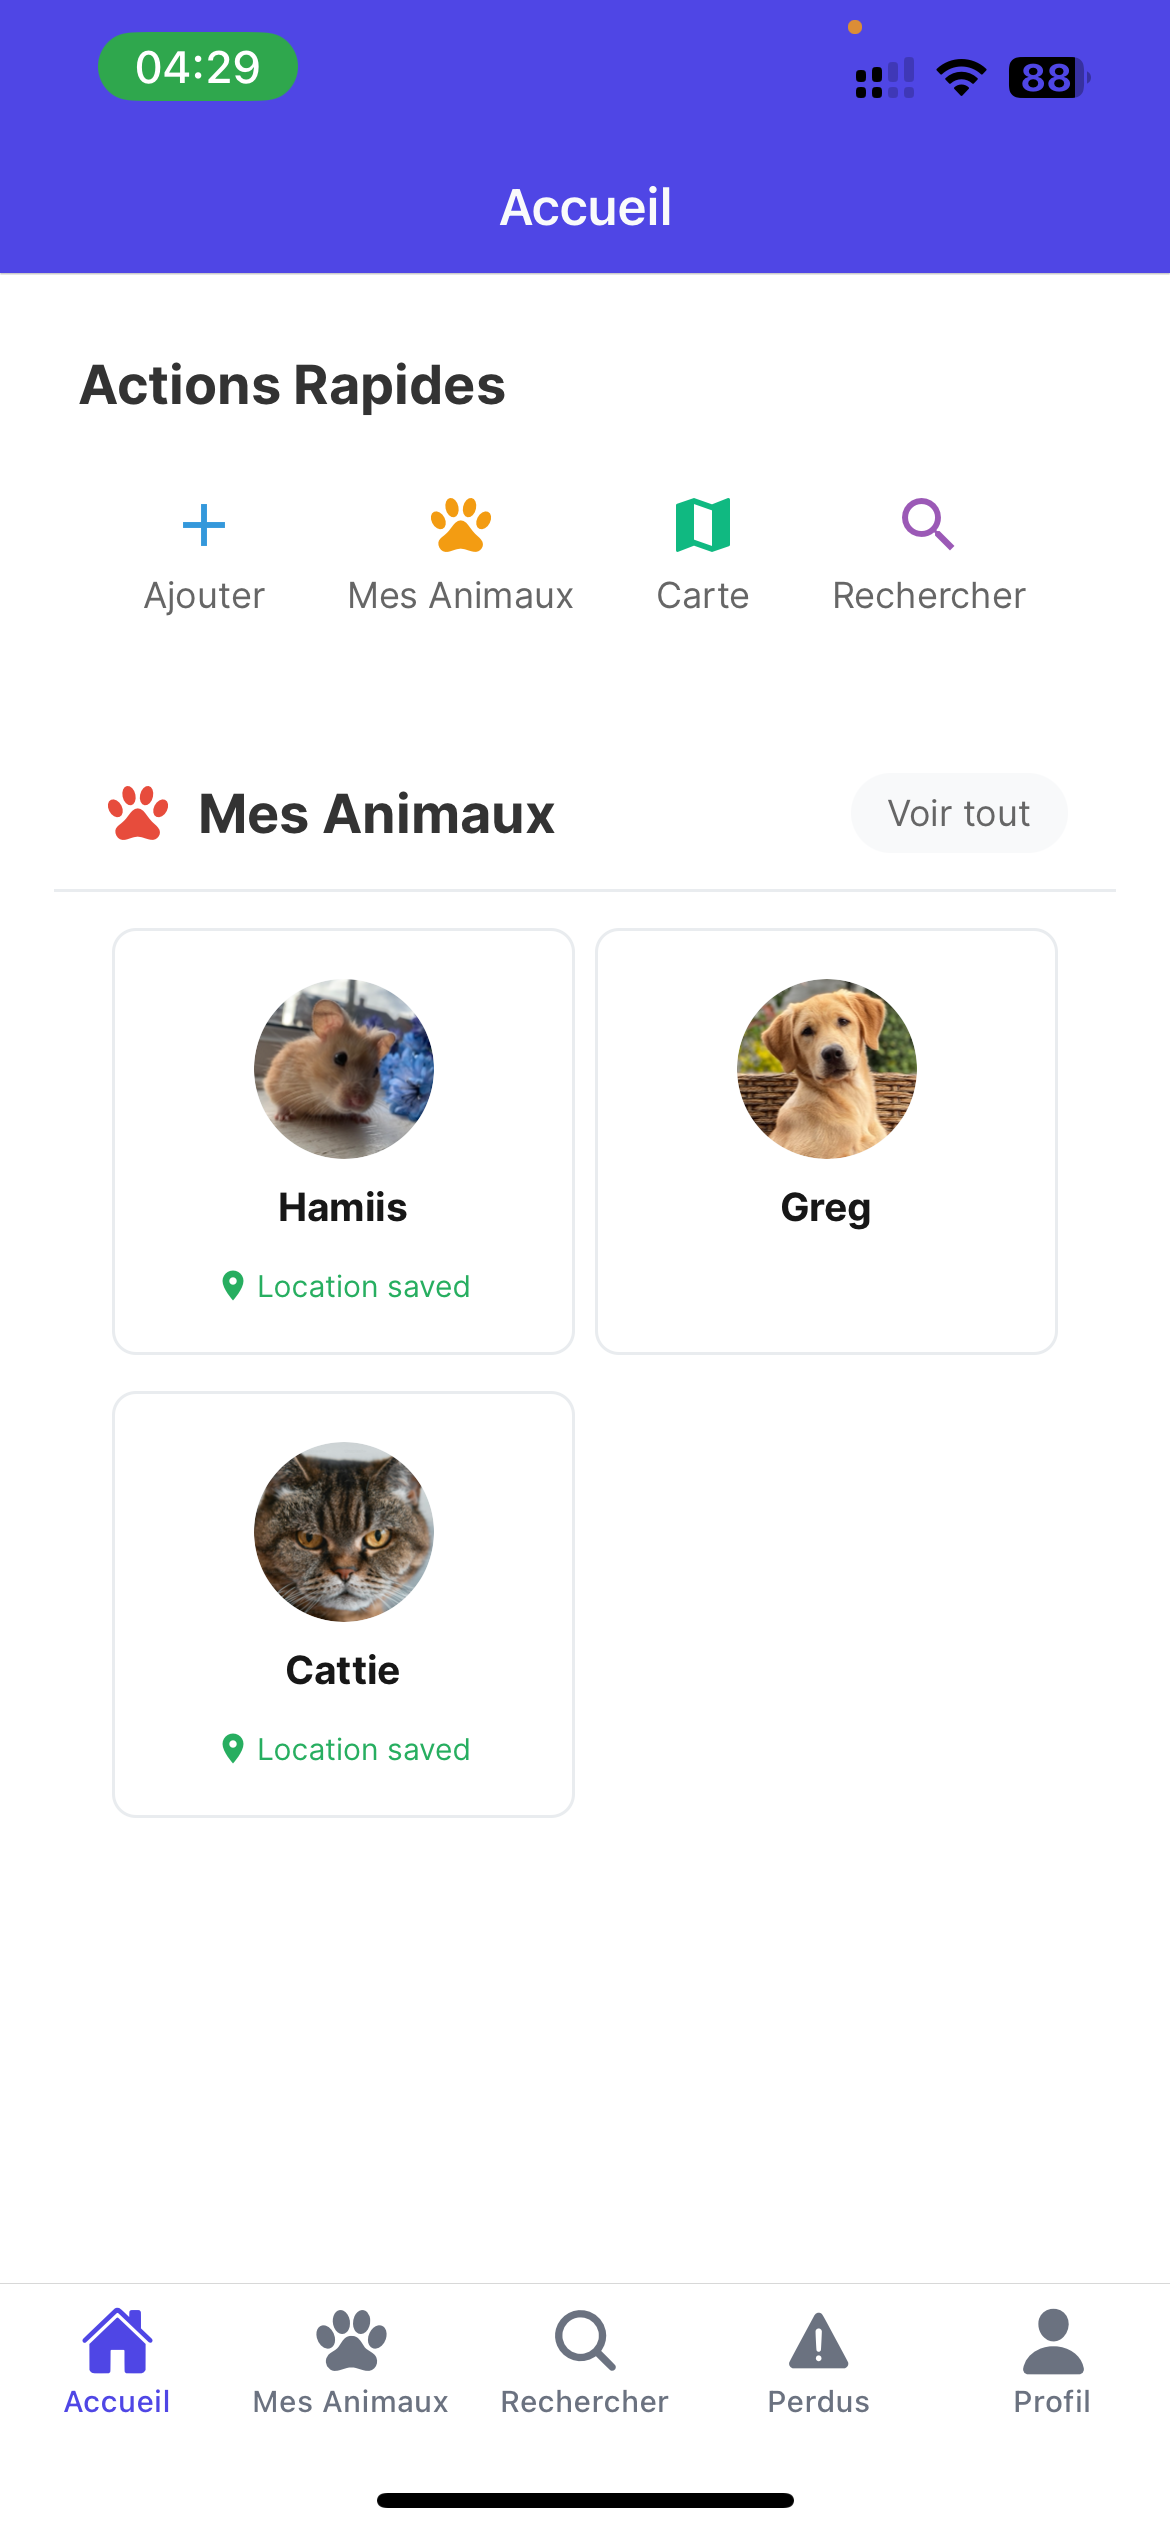 04:29
88
Accueil
Actions Rapides
Ajouter Mes Animaux Carte Rechercher
Mes Animaux Voir tout
Hamiis Greg
Location saved
Cattie
Location saved
Accueil Mes Animaux Rechercher Perdus Profil